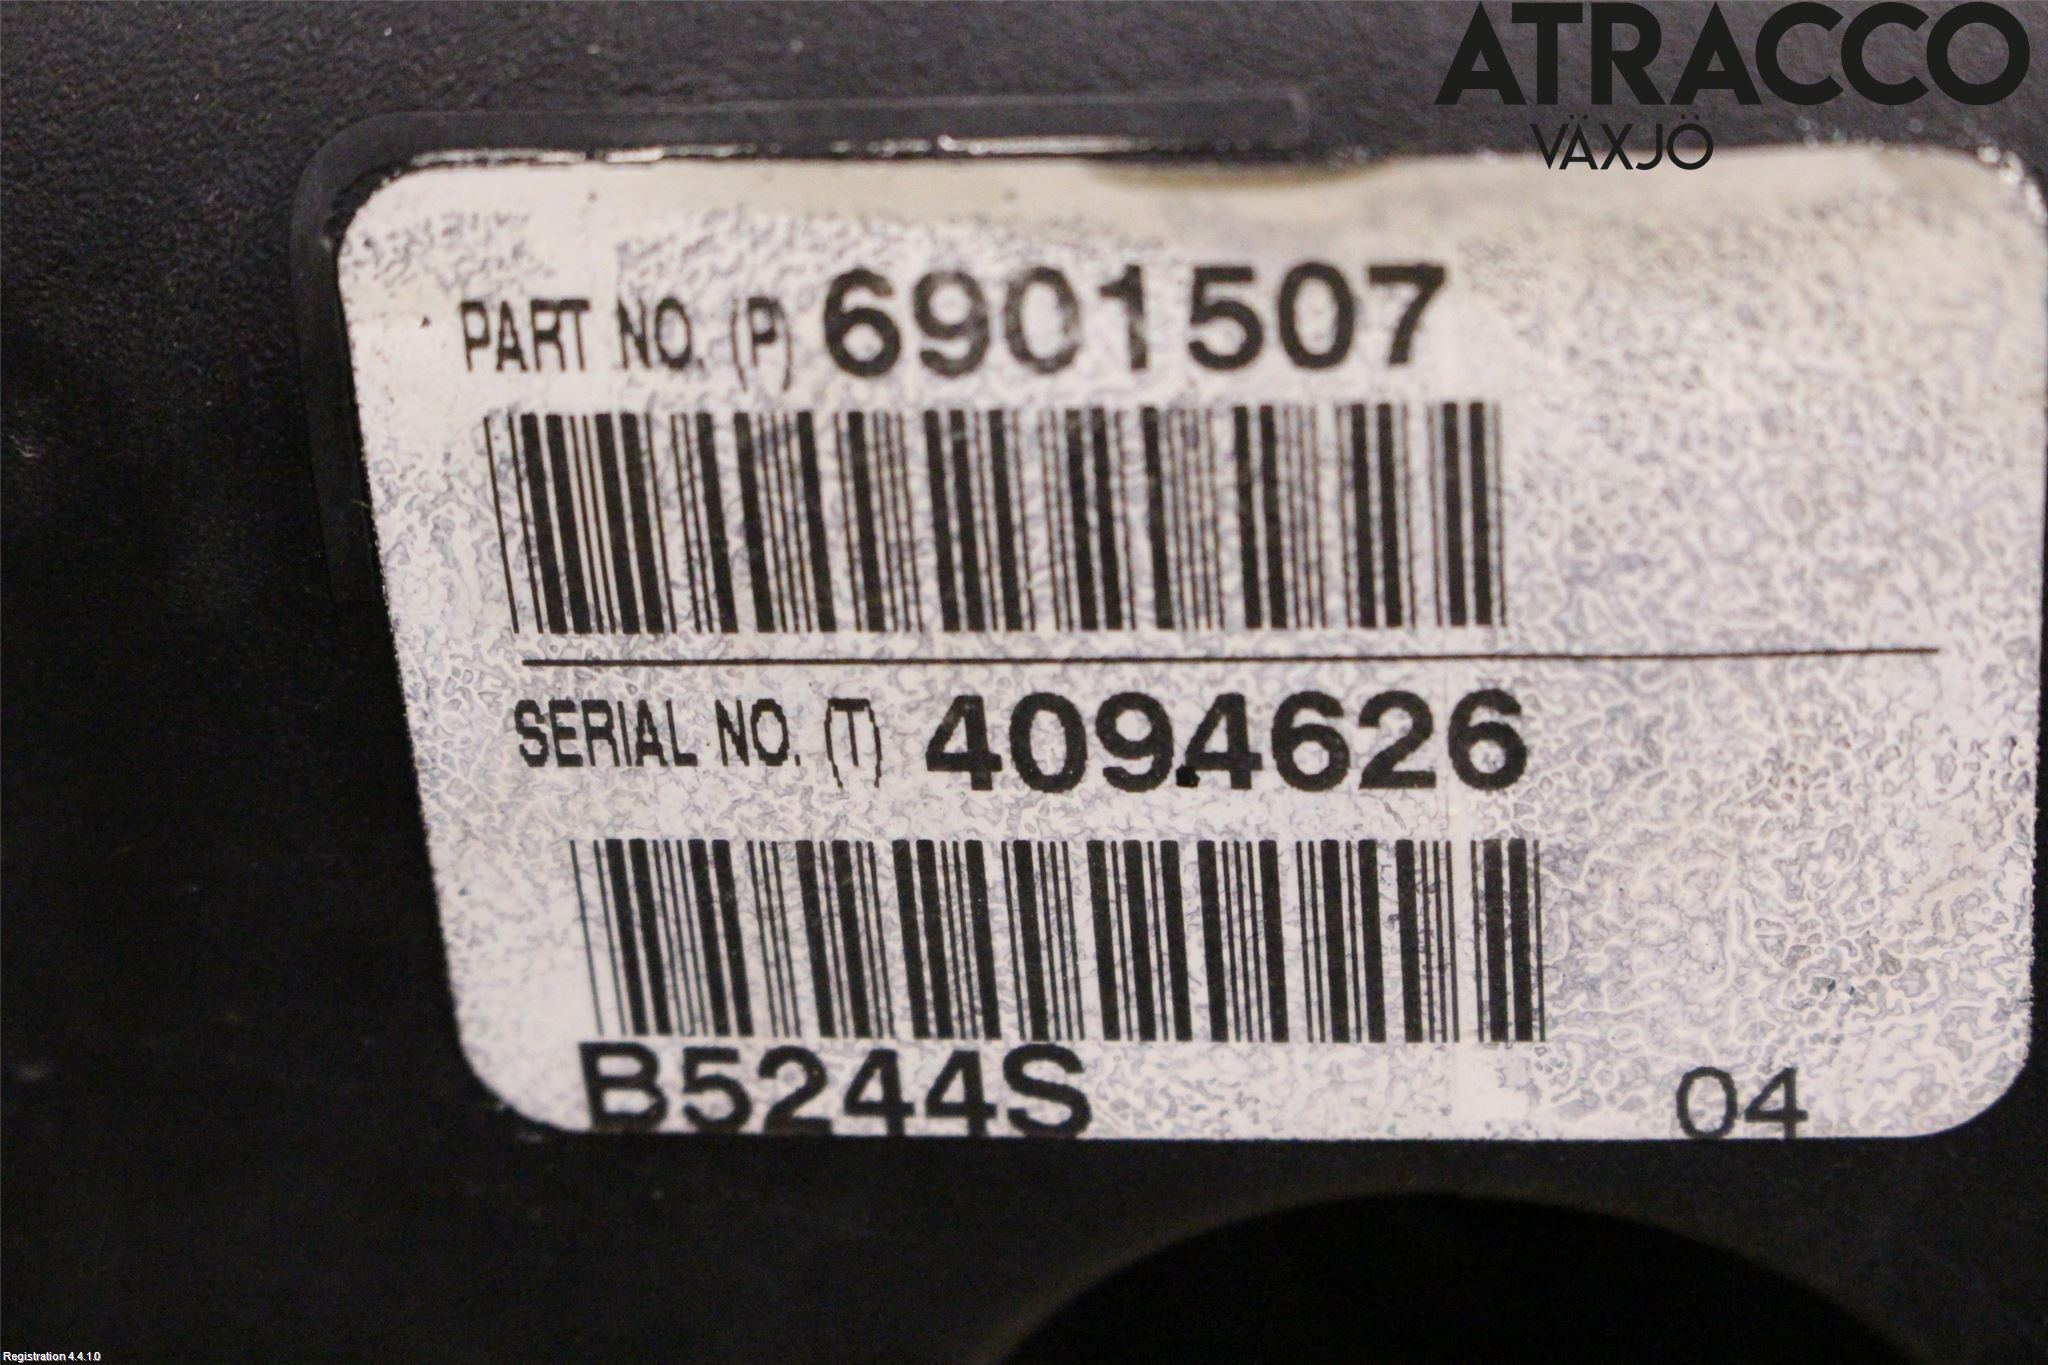 ATRACCO
VÄXJÖ
PART NO. (P) 6901507
SERIAL NO. (T) 4094626
B5244S 04
Registration 4.4.1.0